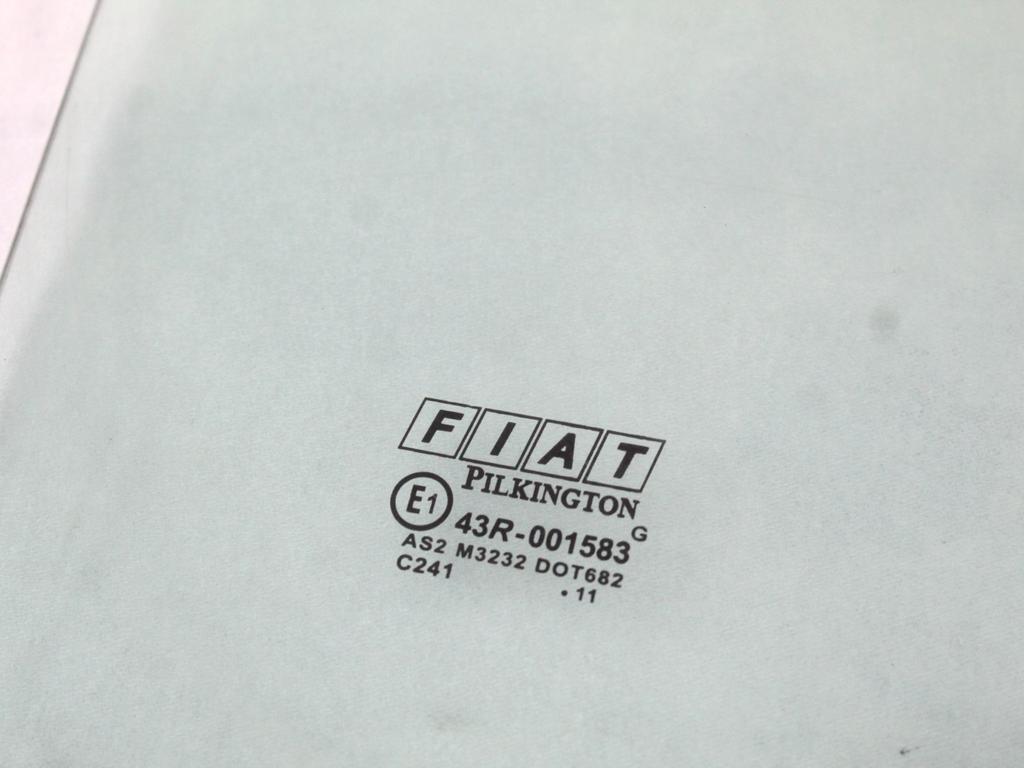 FIAT
PILKINGTON
E1 43R-001583 G
AS2 M3232 DOT682
C241
• 11